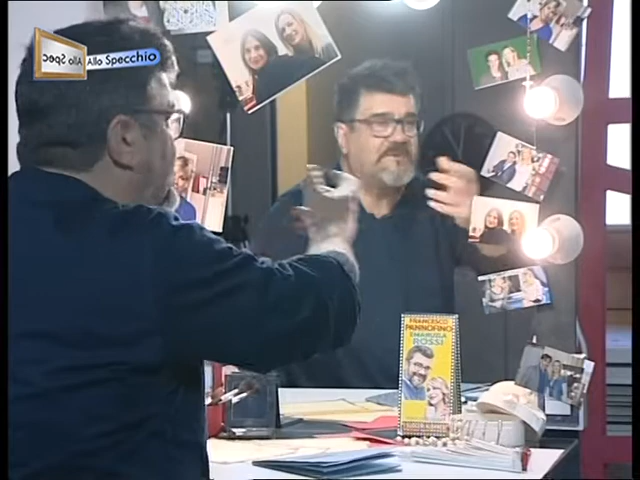 Allo Specchio
Allo Spec
FRANCESCO
PANNOFINO
EMANUELA
ROSSI